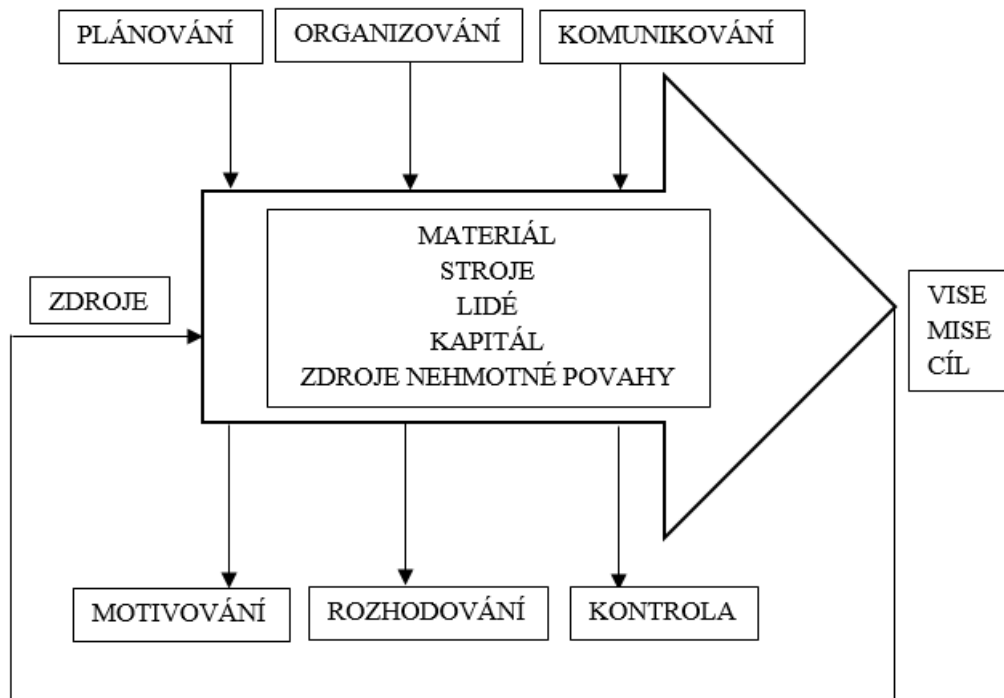 PLÁNOVÁNÍ
ORGANIZOVÁNÍ
KOMUNIKOVÁNÍ
MATERIÁL
STROJE
LIDÉ
KAPITÁL
ZDROJE NEHMOTNÉ POVAHY
ZDROJE
VISE
MISE
CÍL
MOTIVOVÁNÍ
ROZHODOVÁNÍ
KONTROLA